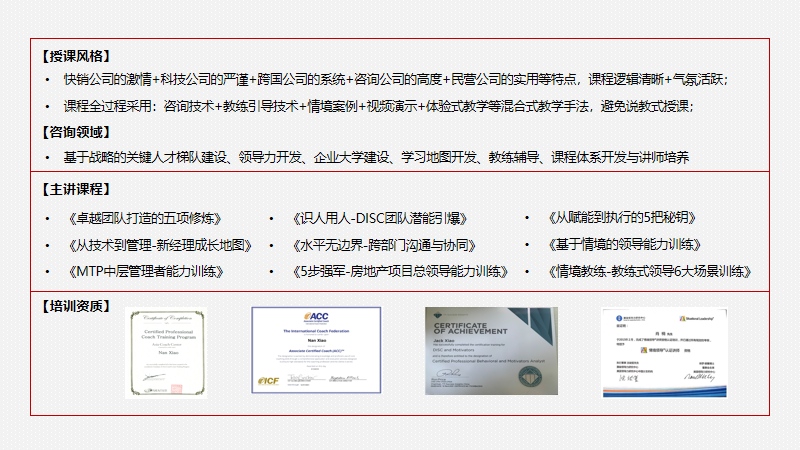 【授课风格】
• 快销公司的激情+科技公司的严谨+跨国公司的系统+咨询公司的高度+民营公司的实用等特点，课程逻辑清晰+气氛活跃；
• 课程全过程采用：咨询技术+教练引导技术+情境案例+视频演示+体验式教学等混合式教学手法，避免说教式授课；
【咨询领域】
• 基于战略的关键人才梯队建设、领导力开发、企业大学建设、学习地图开发、教练辅导、课程体系开发与讲师培养
【主讲课程】
• 《卓越团队打造的五项修炼》 • 《识人用人-DISC团队潜能引爆》 • 《从赋能到执行的5把秘钥》
• 《从技术到管理-新经理成长地图》 • 《水平无边界-跨部门沟通与协同》 • 《基于情境的领导能力训练》
• 《MTP中层管理者能力训练》 • 《5步强军-房地产项目总领导能力训练》 • 《情境教练-教练式领导6大场景训练》
【培训资质】
Certificate of Completion
Certified Professional
Coach Training Program
Nan Xiao
ACC
The International Coach Federation
Nan Xiao
Associate Certified Coach (ACC)
ICF
CERTIFICATE
OF ACHIEVEMENT
Jack Xiao
DISC and Motivators
Certified Professional Behavioral and Motivators Analyst